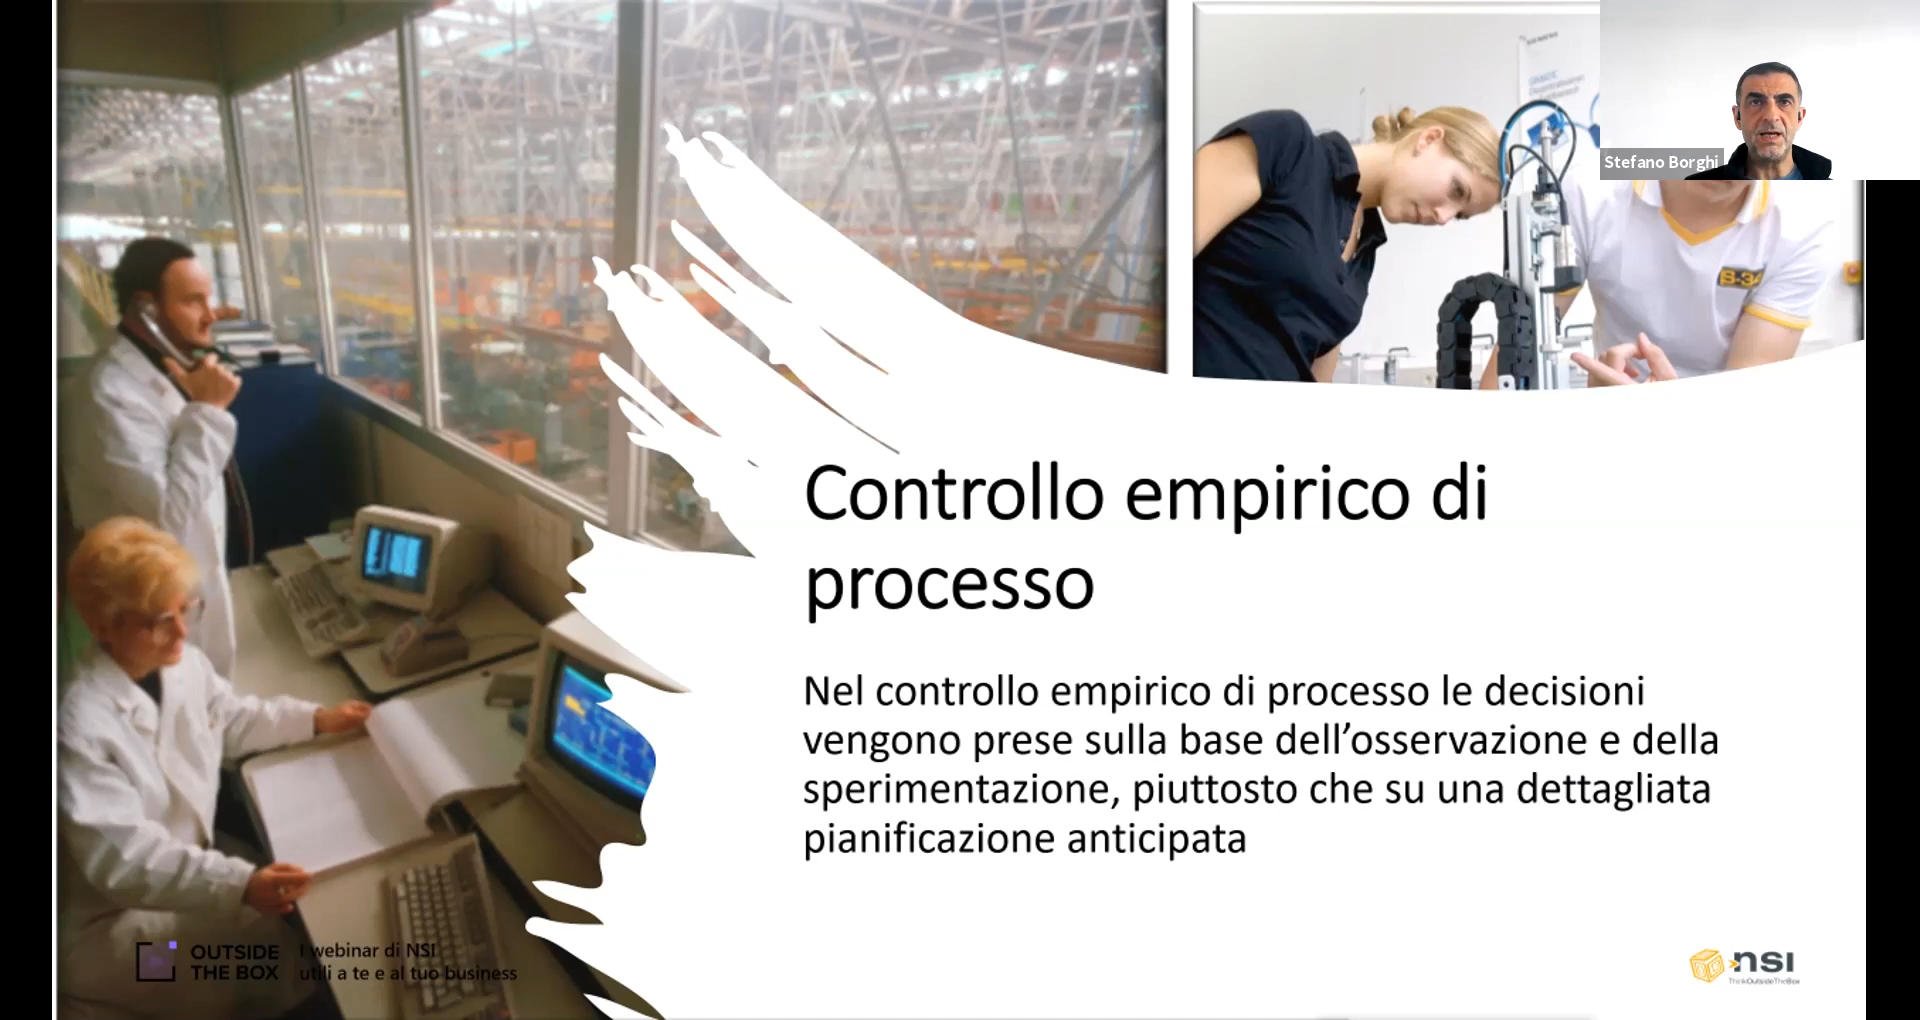 Stefano Borghi
S-3
Controllo empirico di
processo
Nel controllo empirico di processo le decisioni
vengono prese sulla base dell’osservazione e della
sperimentazione, piuttosto che su una dettagliata
pianificazione anticipata
OUTSIDE
THE BOX
I webinar di NSI
utili a te e al tuo business
nsi
ThinkOutsideTheBox